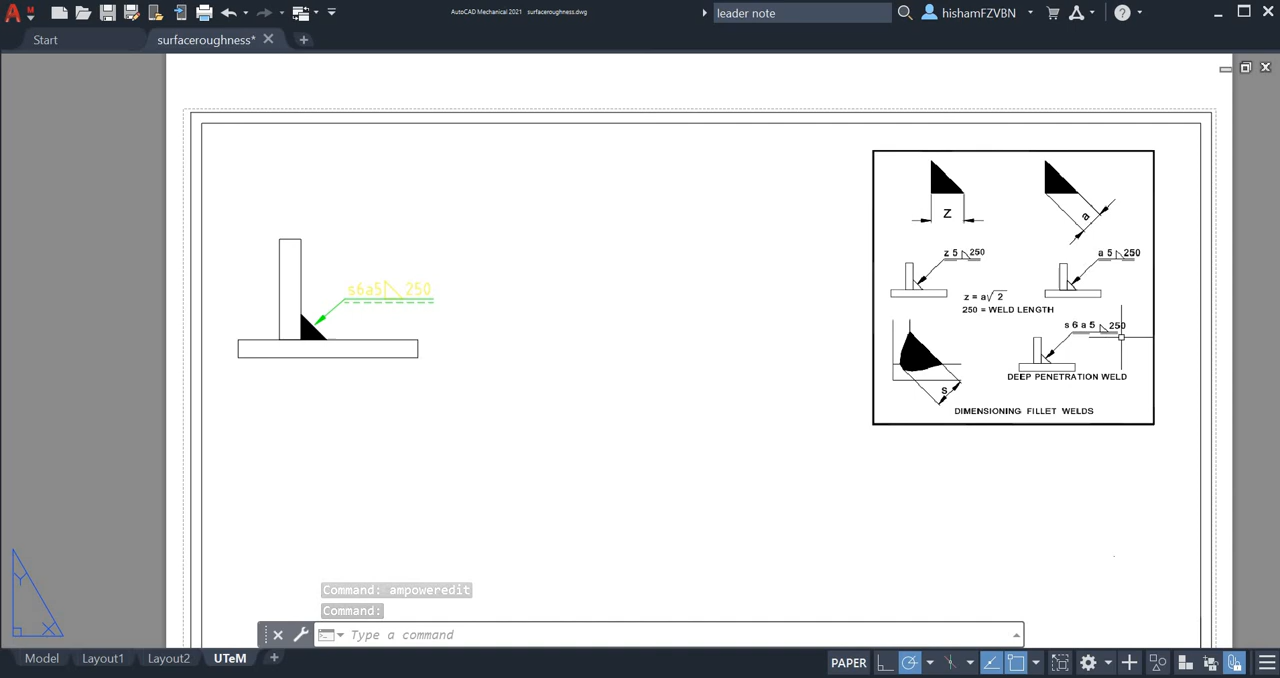 AutoCAD Mechanical 2021 surfaceroughness.dwg
leader note
hishamFZVBN
Start
surfaceroughness*
z
a
z 5 250
a 5 250
z = a√2
250 = WELD LENGTH
s6a5 250
s 6 a 5 250
DEEP PENETRATION WELD
s
DIMENSIONING FILLET WELDS
Y
X
Command: ampoweredit
Command:
Type a command
Model
Layout1
Layout2
UTeM
PAPER